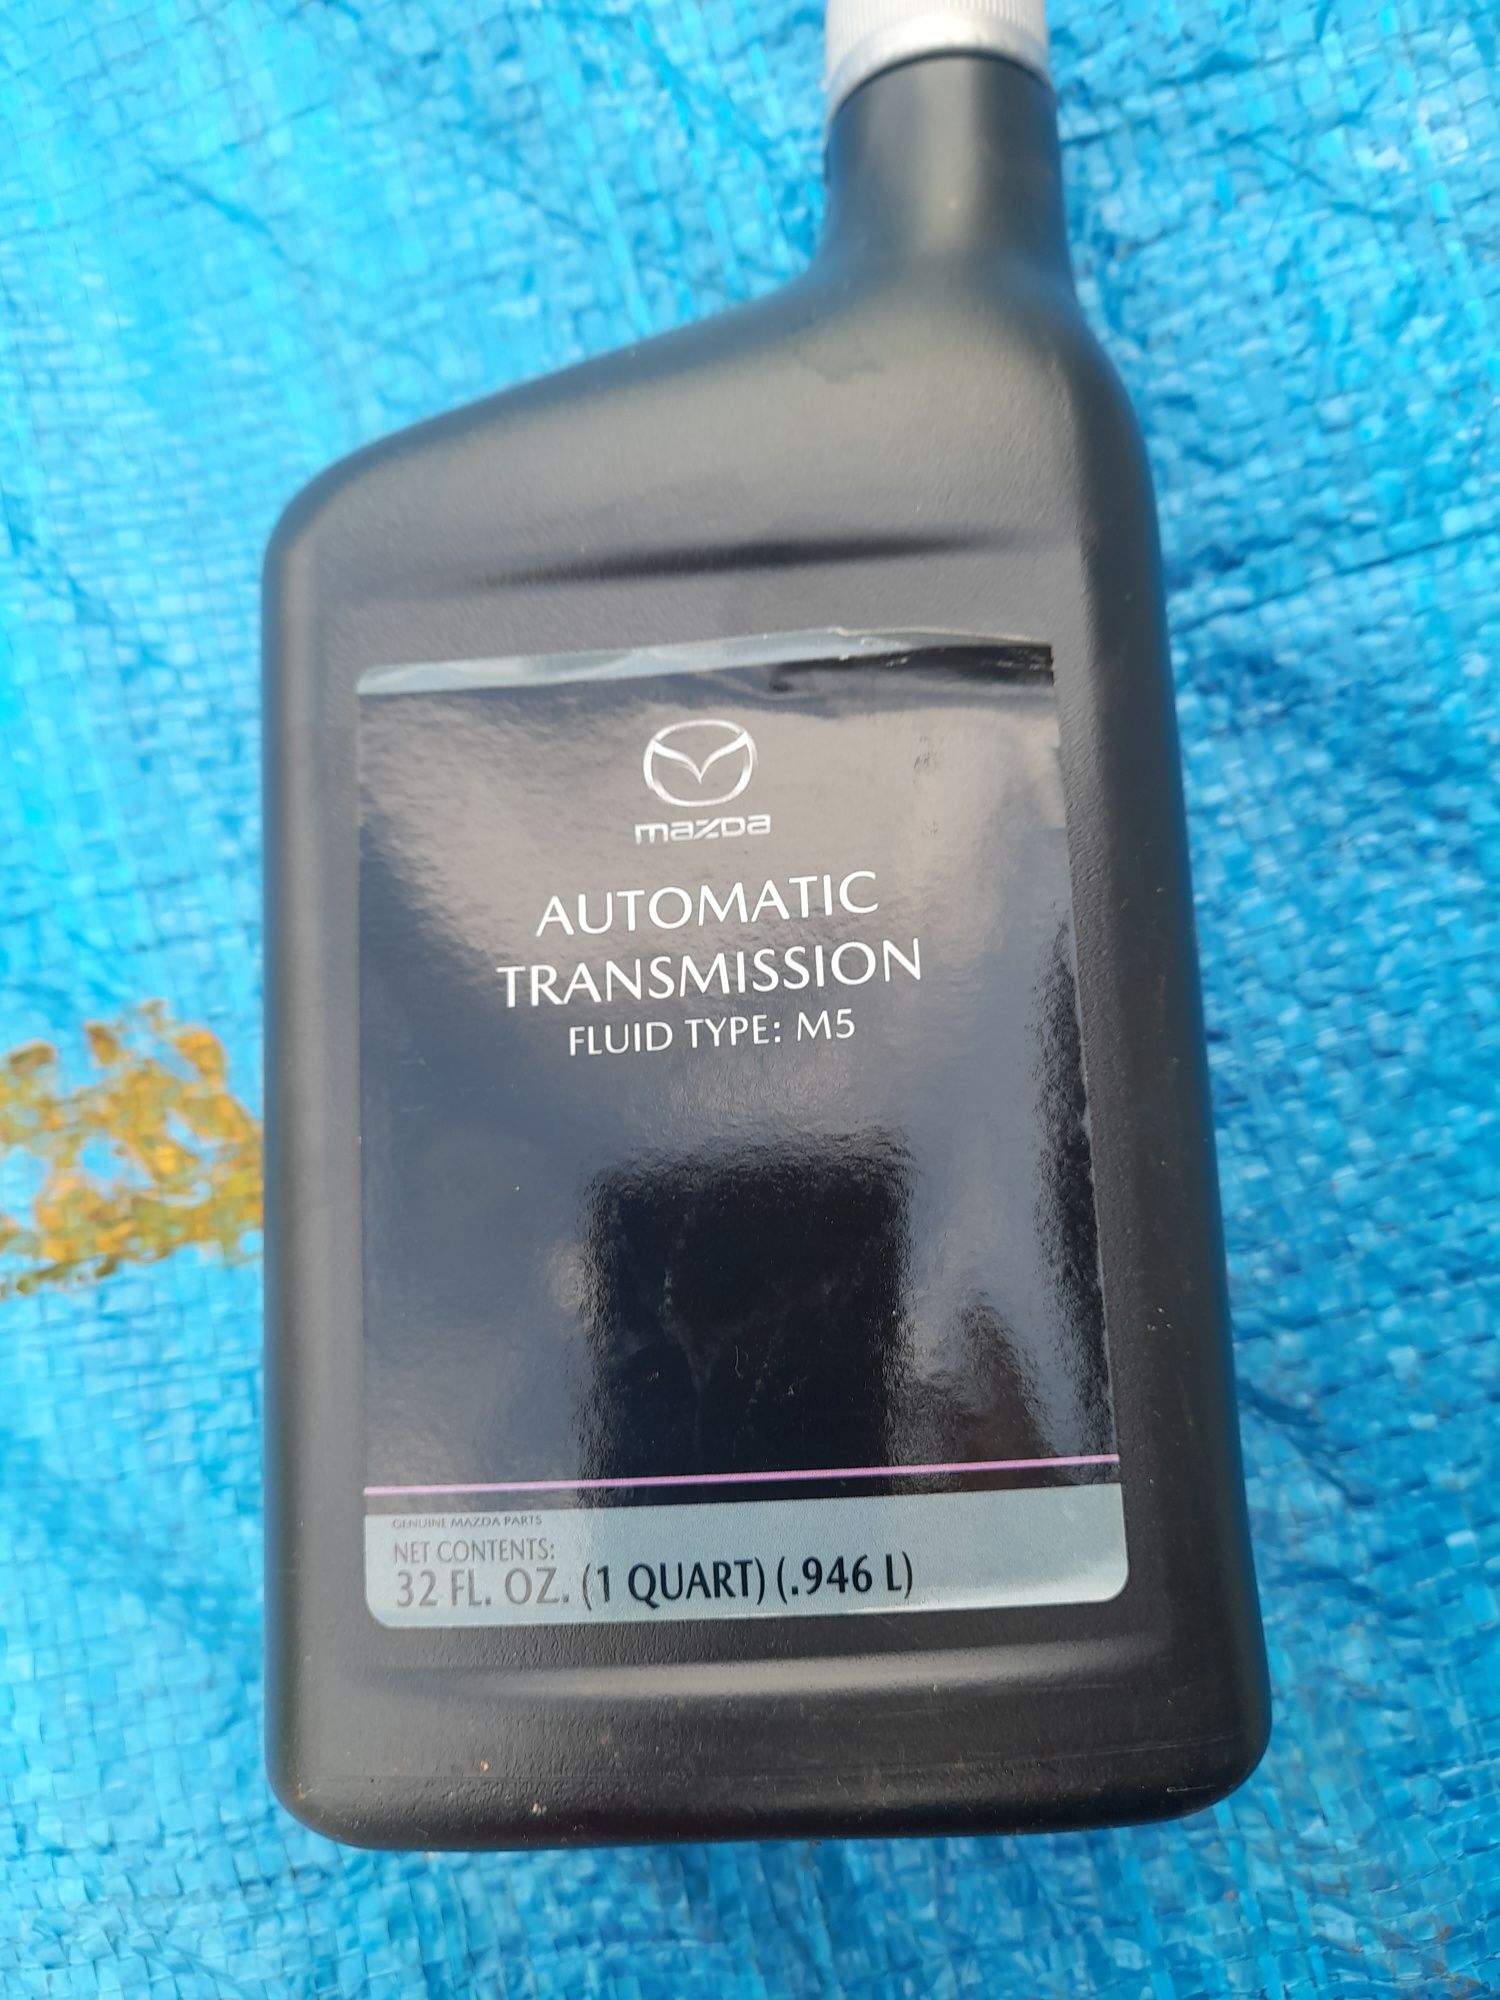 mazda
AUTOMATIC
TRANSMISSION
FLUID TYPE: M5
GENUINE MAZDA PARTS
NET CONTENTS:
32 FL. OZ. (1 QUART) (.946 L)